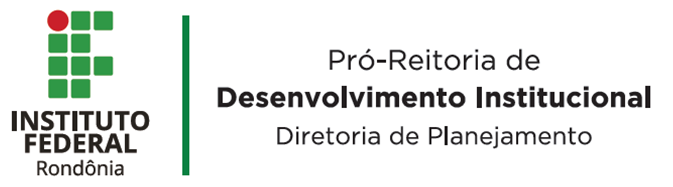 INSTITUTO
FEDERAL
Rondônia
Pró-Reitoria de
Desenvolvimento Institucional
Diretoria de Planejamento